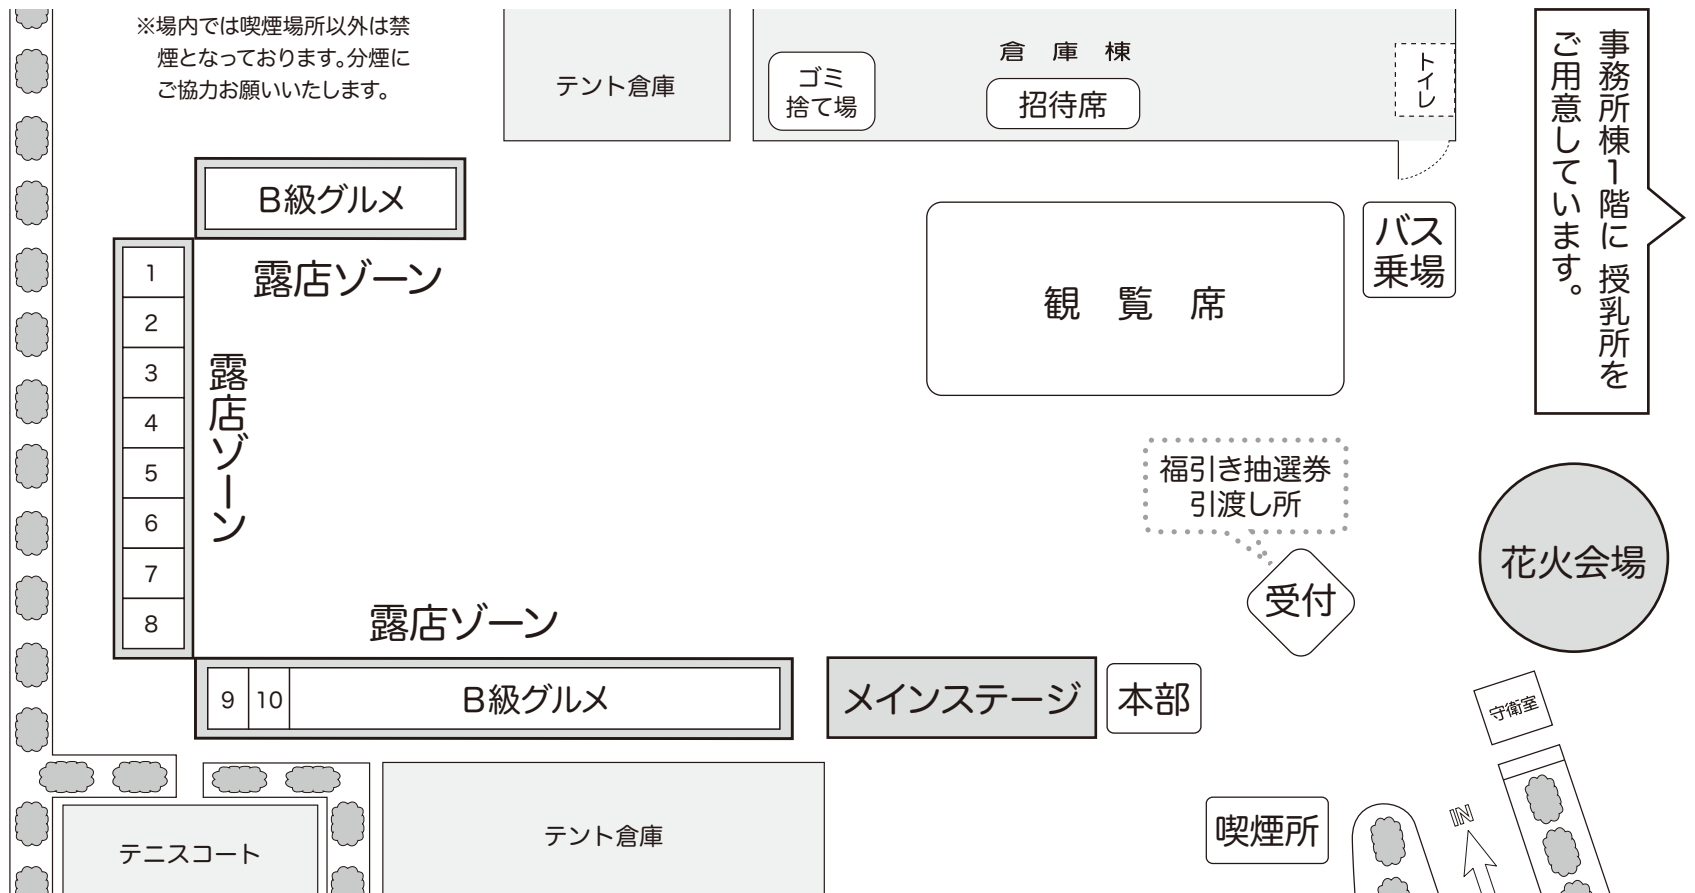 ※場内では喫煙場所以外は禁
煙となっております。分煙に
ご協力お願いいたします。
テント倉庫
倉庫棟
ゴミ
捨て場
招待席
トイレ
事務所棟1階に 授乳所を
ご用意しています。
B級グルメ
露店ゾーン
バス
乗場
観覧席
1
2
3
4
5
6
7
8
露店ゾーン
福引き抽選券
引渡し所
受付
花火会場
露店ゾーン
9
10
B級グルメ
メインステージ
本部
守衛室
テニスコート
テント倉庫
喫煙所
IN